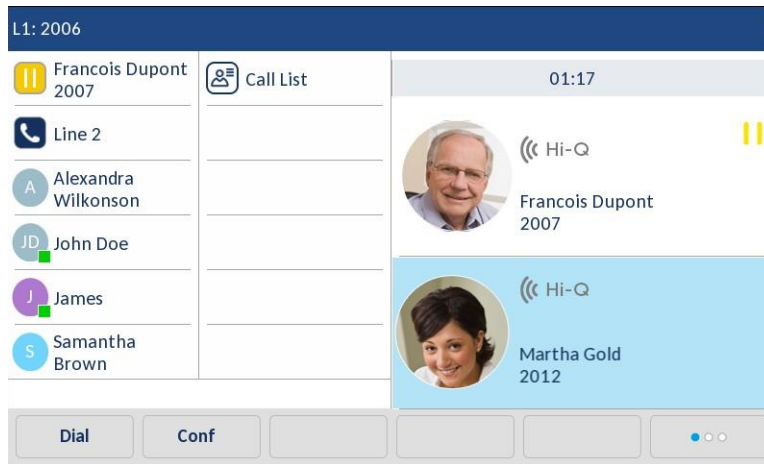 L1: 2006
Francois Dupont
2007
Line 2
A
Alexandra
Wilkonson
JD
John Doe
J
James
S
Samantha
Brown
Call List
01:17
Hi-Q
Francois Dupont
2007
Hi-Q
Martha Gold
2012
Dial
Conf